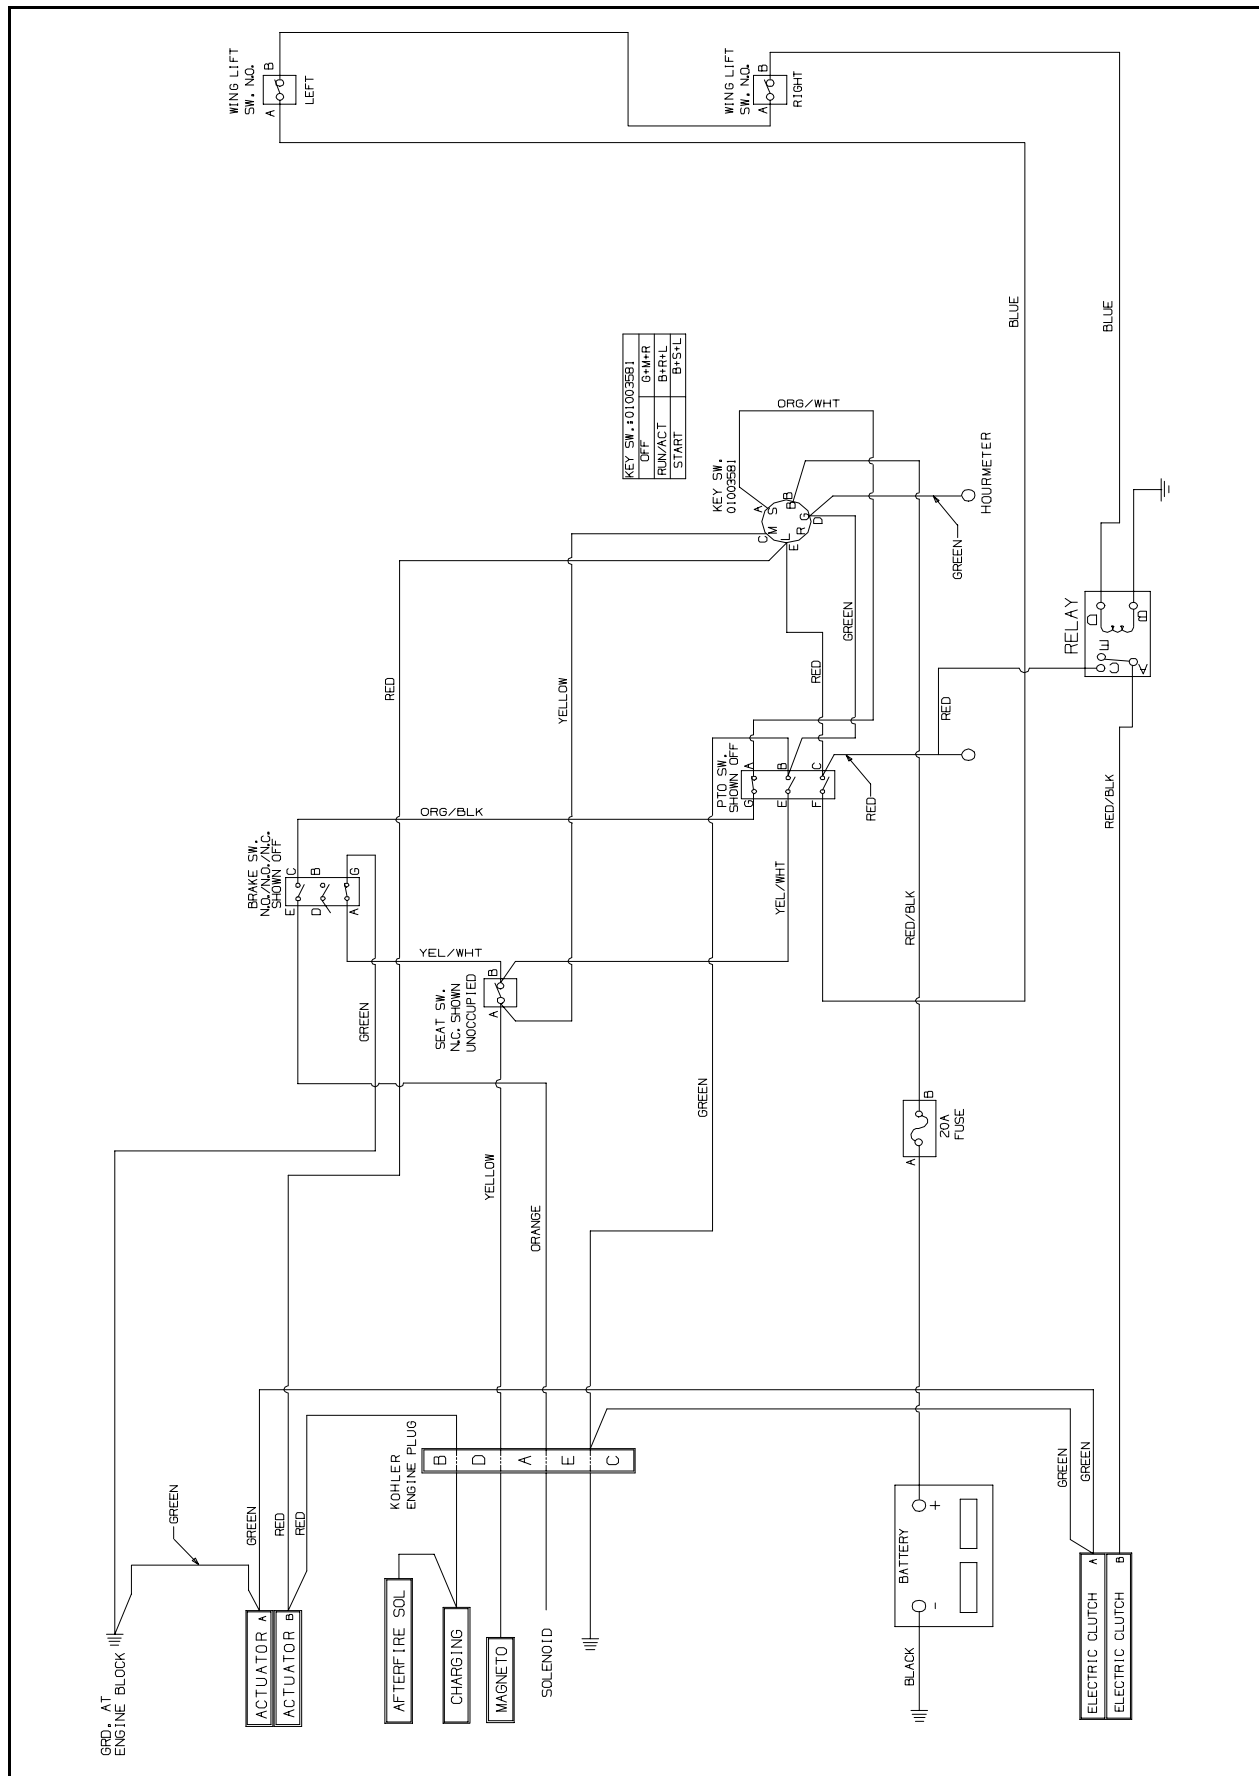 WING LIFT
SW. N.O.
A
B
LEFT
WING LIFT
SW. N.O.
A
B
RIGHT
BLUE
BLUE
KEY SW.:01003581
OFF G+M+R
RUN/ACT B+R+L
START B+S+L
ORG/WHT
KEY SW.
01003581
A
B
C
D
E
S
B
M
G
L
R
HOURMETER
GREEN
GREEN
RED
YELLOW
RED
RELAY
D
B
E
C
A
RED
RED
RED/BLK
PTO SW.
SHOWN OFF
G
A
E
B
F
C
ORG/BLK
YEL/WHT
RED/BLK
BRAKE SW.
N.O./N.O./N.C.
SHOWN OFF
E
C
D
B
A
G
YEL/WHT
GREEN
SEAT SW.
N.C. SHOWN
UNOCCUPIED
A
B
GREEN
YELLOW
ORANGE
20A
FUSE
A
B
KOHLER
ENGINE PLUG
B
D
A
E
C
GREEN
GREEN
RED
RED
GREEN
GREEN
GRD. AT
ENGINE BLOCK
ACTUATOR A
ACTUATOR B
AFTERFIRE SOL
CHARGING
MAGNETO
SOLENOID
BATTERY
+
-
BLACK
ELECTRIC CLUTCH A
ELECTRIC CLUTCH B